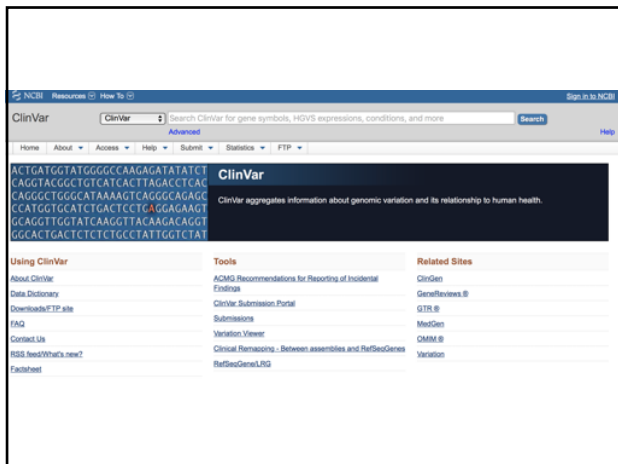 NCBI Resources How To Sign in to NCBI
ClinVar ClinVar Search ClinVar for gene symbols, HGVS expressions, conditions, and more Search
Advanced Help
Home About Access Help Submit Statistics FTP
ACTGATGGTATGGGGCCAAGAGATATATCT
CAGGTACGGCTGTCATCACTTAGACCTCAC
CAGGGCTGGGCATAAAAGTCAGGGCAGAGC
CCATGGTGCATCTGACTCCTGAGGAGAAGT
GCAGGTTGGTATCAAGGTTACAAGACAGGT
GGCACTGACTCTCTCTGCCTATTGGTCTAT
ClinVar
ClinVar aggregates information about genomic variation and its relationship to human health.
Using ClinVar
About ClinVar
Data Dictionary
Downloads/FTP site
FAQ
Contact Us
RSS feed/What's new?
Factsheet
Tools
ACMG Recommendations for Reporting of Incidental
Findings
ClinVar Submission Portal
Submissions
Variation Viewer
Clinical Remapping - Between assemblies and RefSeqGenes
RefSeqGene/LRG
Related Sites
ClinGen
GeneReviews ®
GTR ®
MedGen
OMIM ®
Variation